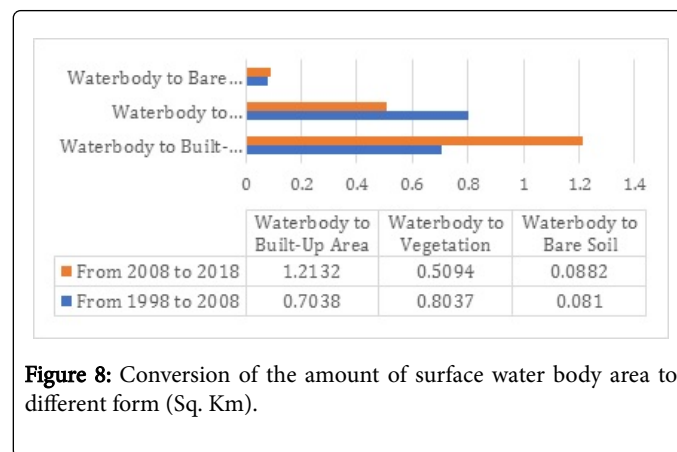 Waterbody to Bare...
Waterbody to...
Waterbody to Built-...
0 0.2 0.4 0.6 0.8 1 1.2 1.4
Waterbody to Built-Up Area Waterbody to Vegetation Waterbody to Bare Soil
From 2008 to 2018 1.2132 0.5094 0.0882
From 1998 to 2008 0.7038 0.8037 0.081
Figure 8: Conversion of the amount of surface water body area to
different form (Sq. Km).